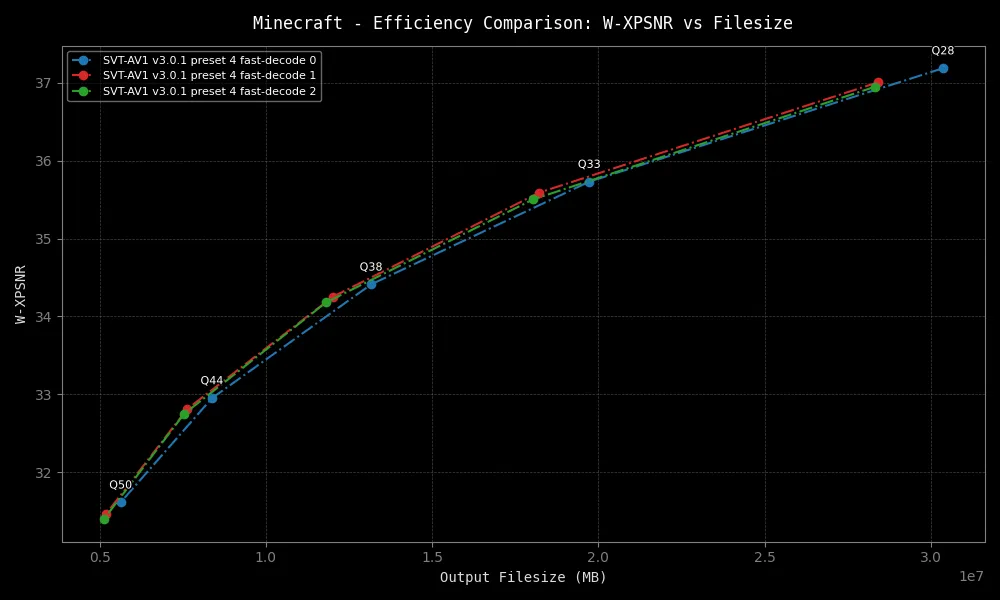 Minecraft - Efficiency Comparison: W-XPSNR vs Filesize
SVT-AV1 v3.0.1 preset 4 fast-decode 0
SVT-AV1 v3.0.1 preset 4 fast-decode 1
SVT-AV1 v3.0.1 preset 4 fast-decode 2
Q28
Q33
Q38
Q44
Q50
37
36
35
34
33
32
W-XPSNR
0.5 1.0 1.5 2.0 2.5 3.0
1e7
Output Filesize (MB)